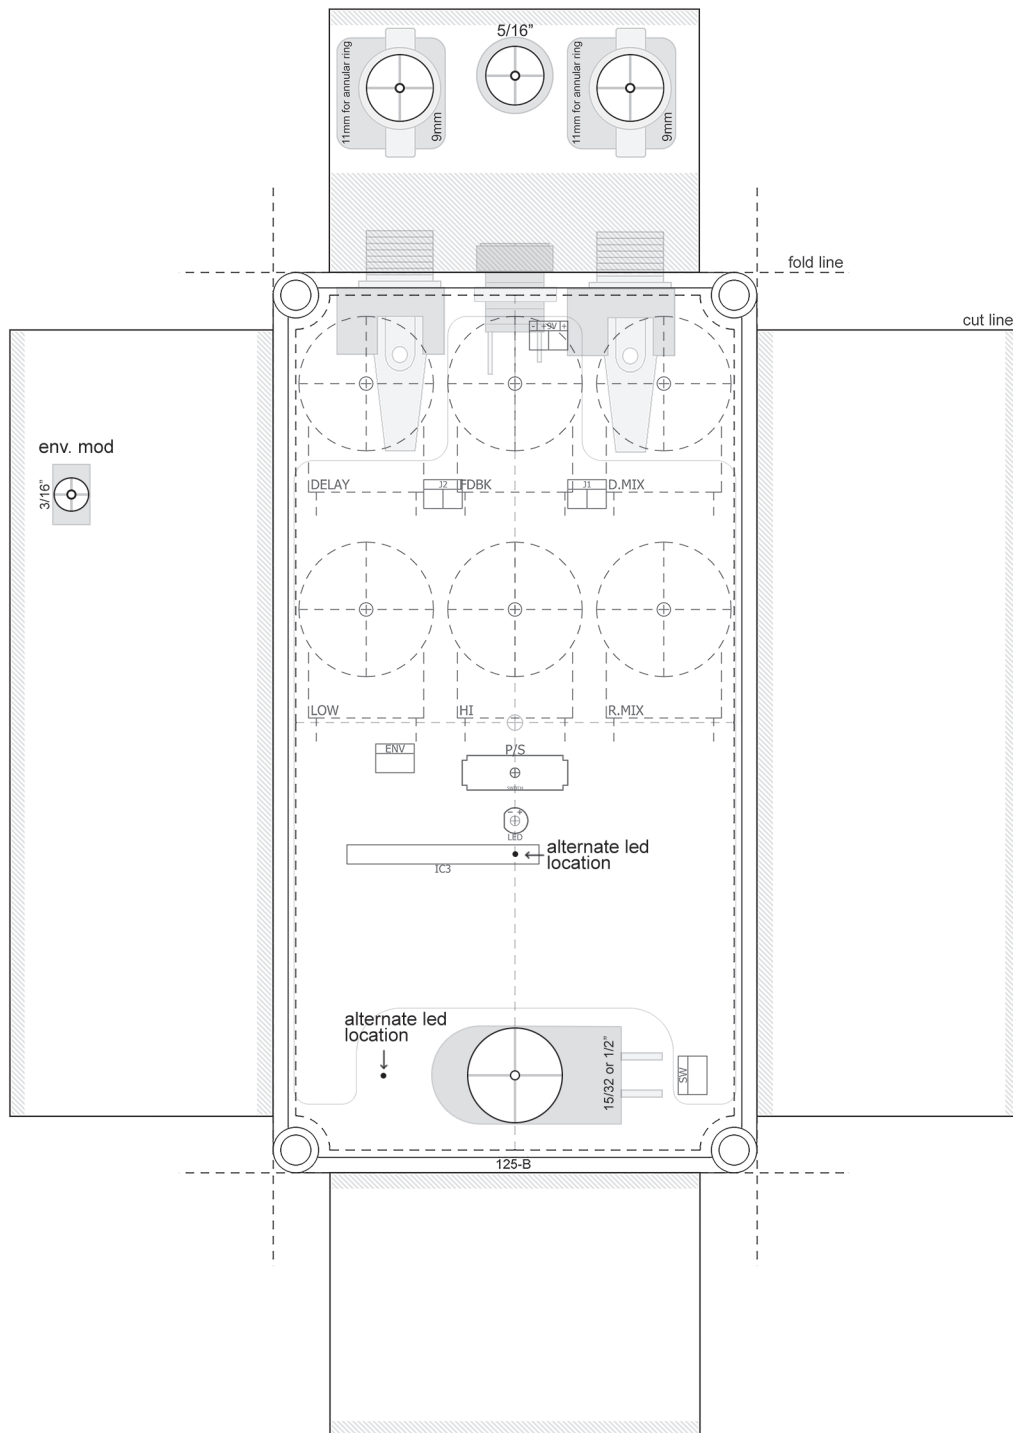 5/16”
11mm for annular ring
9mm
11mm for annular ring
9mm
fold line
cut line
- +9V +
env. mod
3/16”
DELAY
J2
FDBK
J1
D.MIX
LOW
HI
R.MIX
ENV
P/S
SWITCH
- +
LED
alternate led
location
IC3
alternate led
location
15/32 or 1/2”
SW
125-B